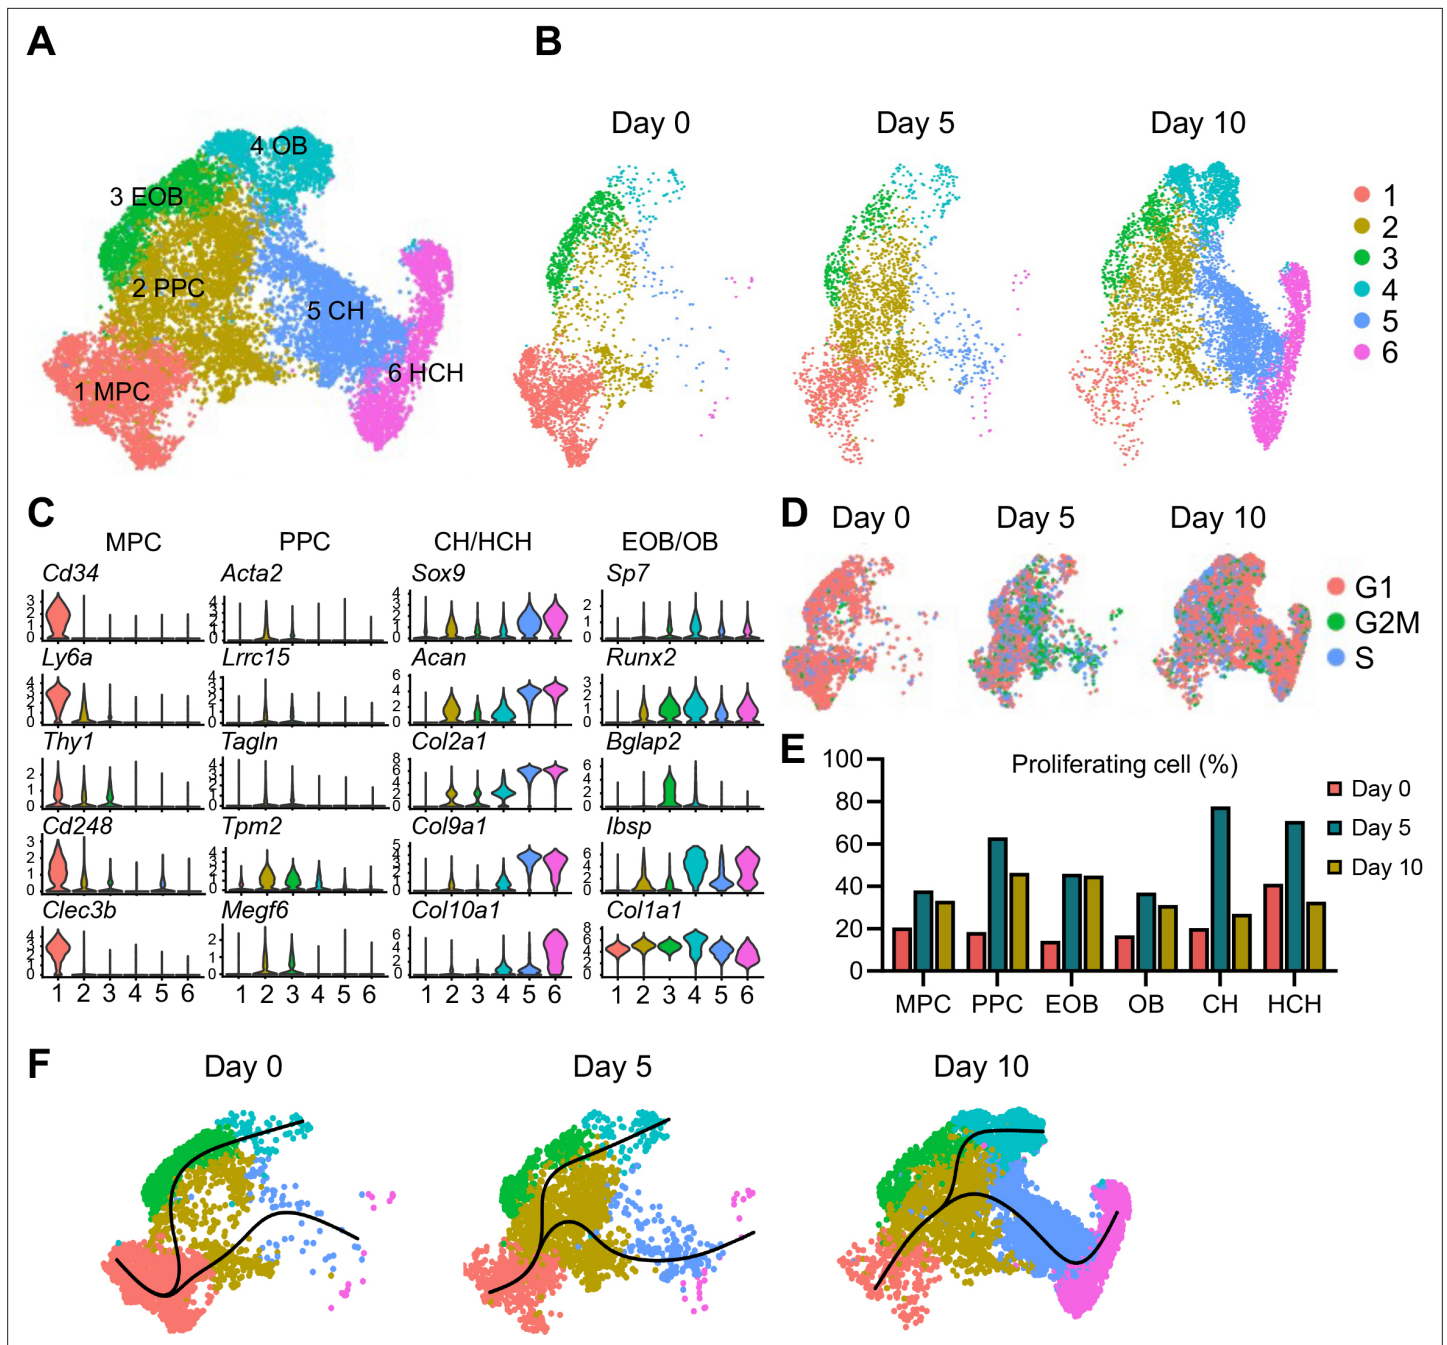 A
B
Day 0
Day 5
Day 10
4 OB
3 EOB
2 PPC
5 CH
6 HCH
1 MPC
1
2
3
4
5
6
C
MPC
PPC
CH/HCH
EOB/OB
Cd34
Acta2
Sox9
Sp7
Ly6a
Lrrc15
Acan
Runx2
Thy1
Tagln
Col2a1
Bglap2
Cd248
Tpm2
Col9a1
Ibsp
Clec3b
Megf6
Col10a1
Col1a1
1 2 3 4 5 6
1 2 3 4 5 6
1 2 3 4 5 6
1 2 3 4 5 6
D
Day 0
Day 5
Day 10
G1
G2M
S
E
Proliferating cell (%)
100
80
60
40
20
0
MPC
PPC
EOB
OB
CH
HCH
Day 0
Day 5
Day 10
F
Day 0
Day 5
Day 10